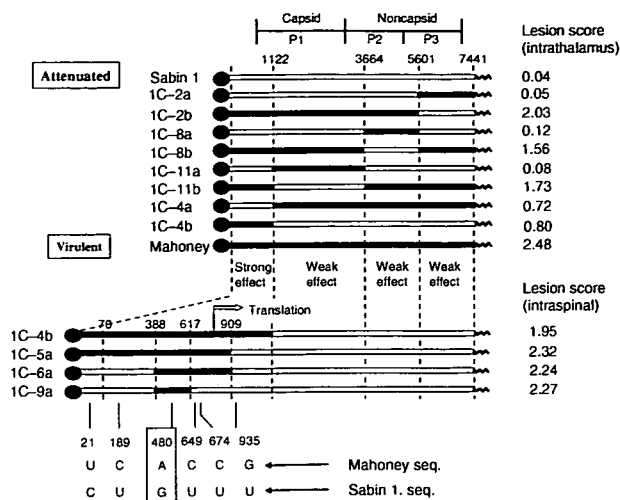 Capsid Noncapsid Lesion score
P1 P2 P3 (intrathalamus)
1122 3664 5601 7441
Attenuated
Sabin 1 0.04
1C-2a 0.05
1C-2b 2.03
1C-8a 0.12
1C-8b 1.56
1C-11a 0.08
1C-11b 1.73
1C-4a 0.72
1C-4b 0.80
Virulent
Mahoney 2.48
Strong effect Weak effect Weak effect Weak effect
Lesion score
(intraspinal)
Translation
70 388 617 909
1C-4b 1.95
1C-5a 2.32
1C-6a 2.24
1C-9a 2.27
21 189 480 649 674 935
U C A C C G Mahoney seq.
C U G U U U Sabin 1. seq.